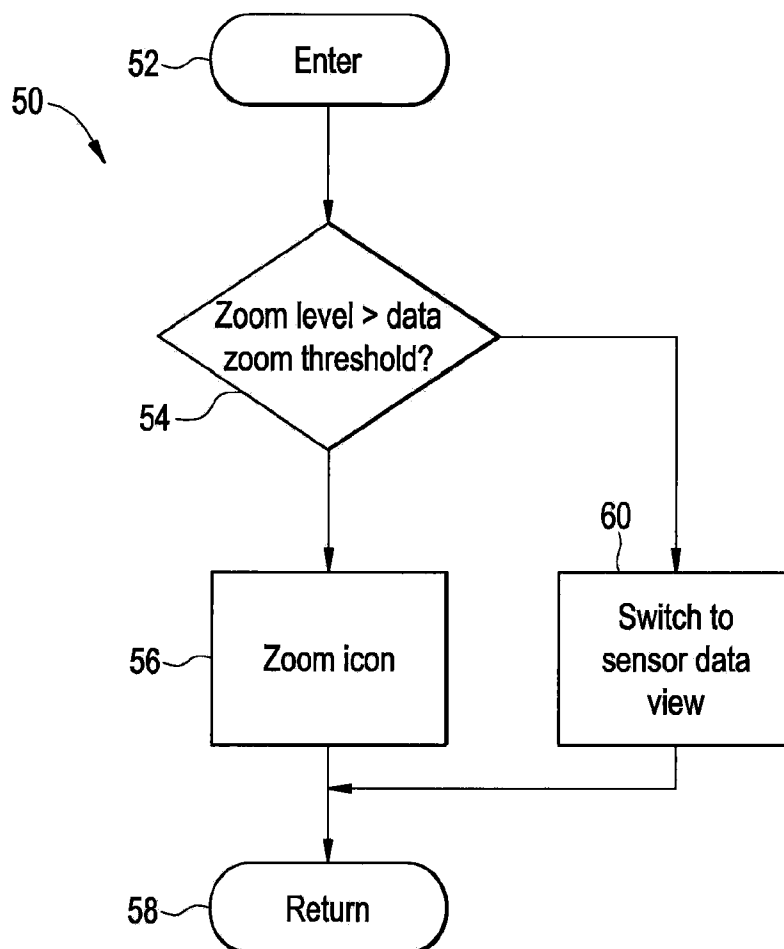 52
Enter
50
Zoom level > data
zoom threshold?
54
60
56
Zoom icon
Switch to
sensor data
view
58
Return